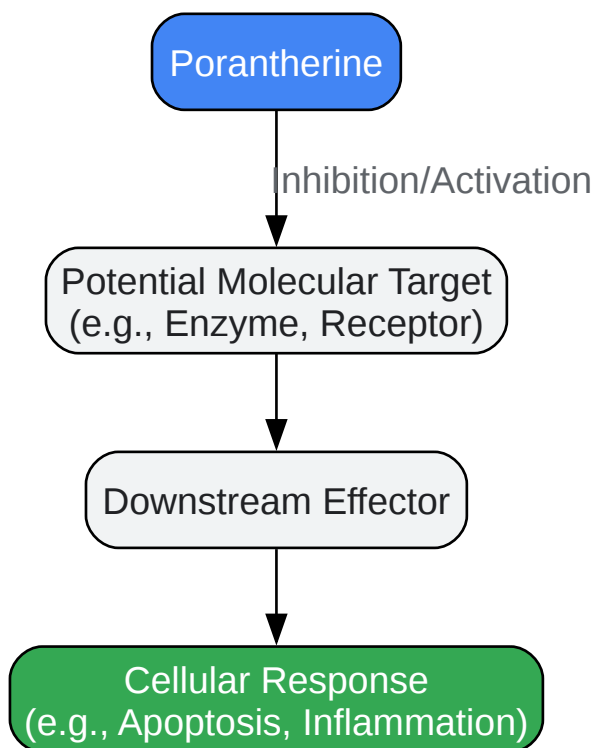 Porantherine
Inhibition/Activation
Potential Molecular Target
(e.g., Enzyme, Receptor)
Downstream Effector
Cellular Response
(e.g., Apoptosis, Inflammation)